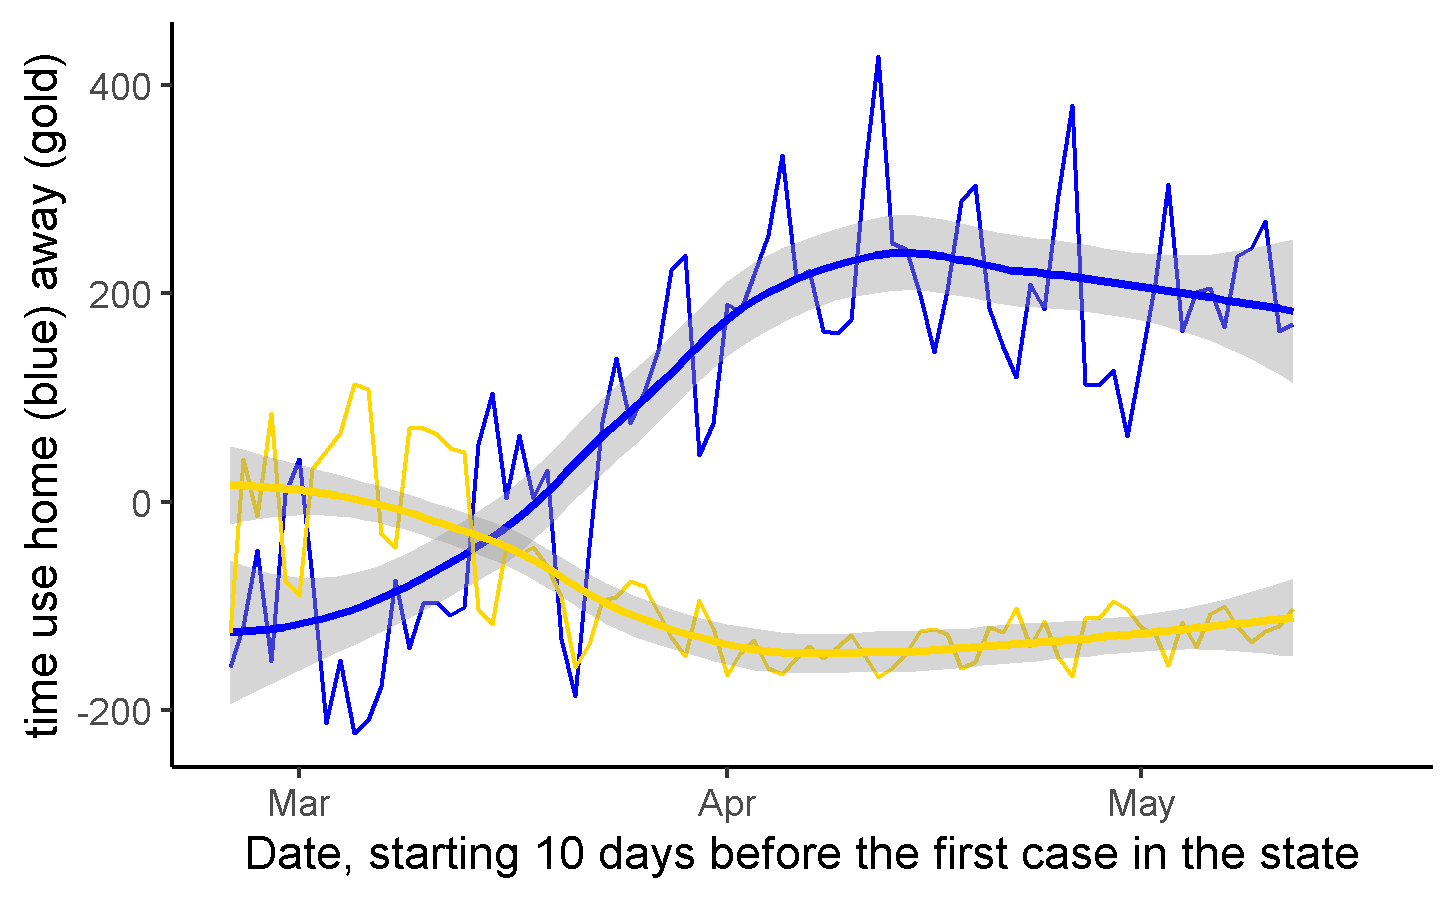 time use home (blue) away (gold)
400
200
0
-200
Mar
Apr
May
Date, starting 10 days before the first case in the state